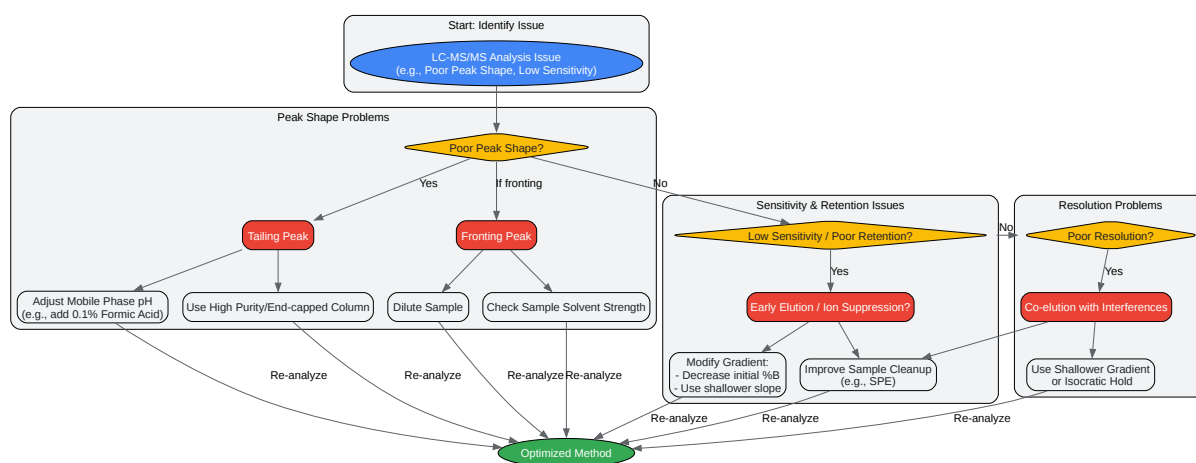 Start: Identify Issue
LC-MS/MS Analysis Issue
(e.g., Poor Peak Shape, Low Sensitivity)
Peak Shape Problems
Poor Peak Shape?
Yes
If fronting
No
Sensitivity & Retention Issues
Resolution Problems
Tailing Peak
Fronting Peak
Low Sensitivity / Poor Retention?
No
Poor Resolution?
Yes
Yes
Adjust Mobile Phase pH
(e.g., add 0.1% Formic Acid)
Use High Purity/End-capped Column
Dilute Sample
Check Sample Solvent Strength
Early Elution / Ion Suppression?
Co-elution with Interferences
Modify Gradient:
- Decrease initial %B
- Use shallower slope
Improve Sample Cleanup
(e.g., SPE)
Use Shallower Gradient
or Isocratic Hold
Re-analyze
Re-analyze
Re-analyze
Re-analyze
Re-analyze
Re-analyze
Re-analyze
Optimized Method